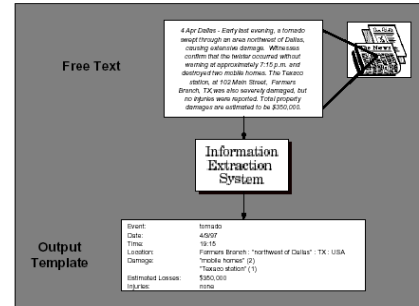 4 Apr Dallas - Early last evening, a tornado
swept through an area northwest of Dallas,
causing extensive damage. Witnesses
confirm that the twister occurred without
warning at approximately 7:15 p.m. and
destroyed two mobile homes. The Texaco
station, at 102 Main Street, Farmers
Branch, TX was also severely damaged, but
no injuries were reported. Total property
damages are estimated to be $350,000.
The News
Free Text
Information
Extraction
System
Output
Template
Event: tornado
Date: 4/3/97
Time: 19:15
Location: Farmers Branch : "northwest of Dallas" : TX : USA
Damage: "mobile homes" (2)
"Texaco station" (1)
Estimated Losses: $350,000
Injuries: none